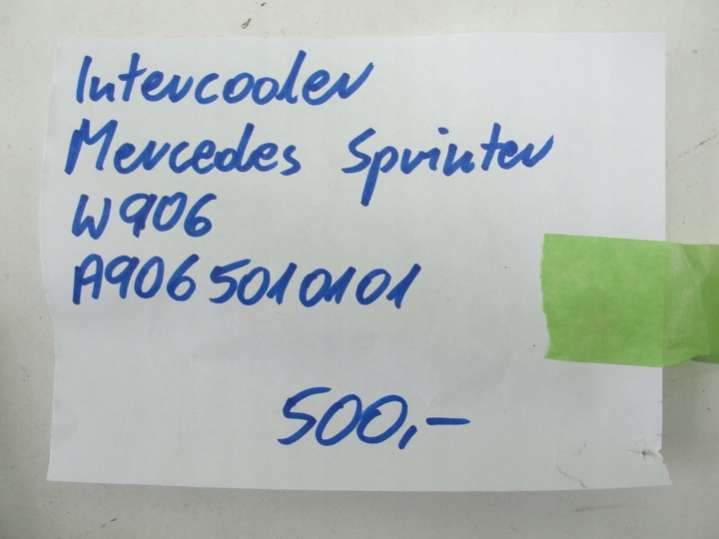 Intercooler
Mercedes Sprinter
W906
A9065010101
500,-